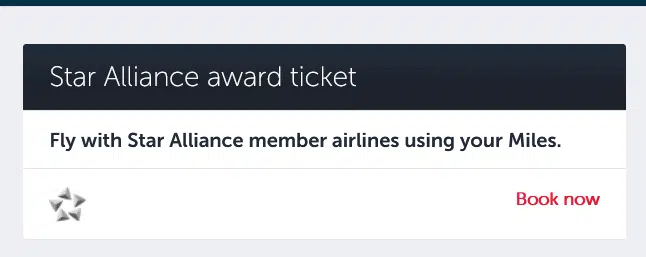 Star Alliance award ticket
Fly with Star Alliance member airlines using your Miles.
Book now